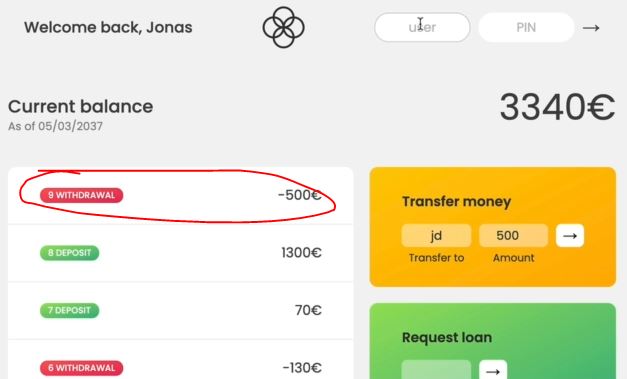 Welcome back, Jonas
user
PIN
→
Current balance
As of 05/03/2037
3340€
9 WITHDRAWAL
-500€
8 DEPOSIT
1300€
7 DEPOSIT
70€
6 WITHDRAWAL
-130€
Transfer money
jd
500
→
Transfer to
Amount
Request loan
→